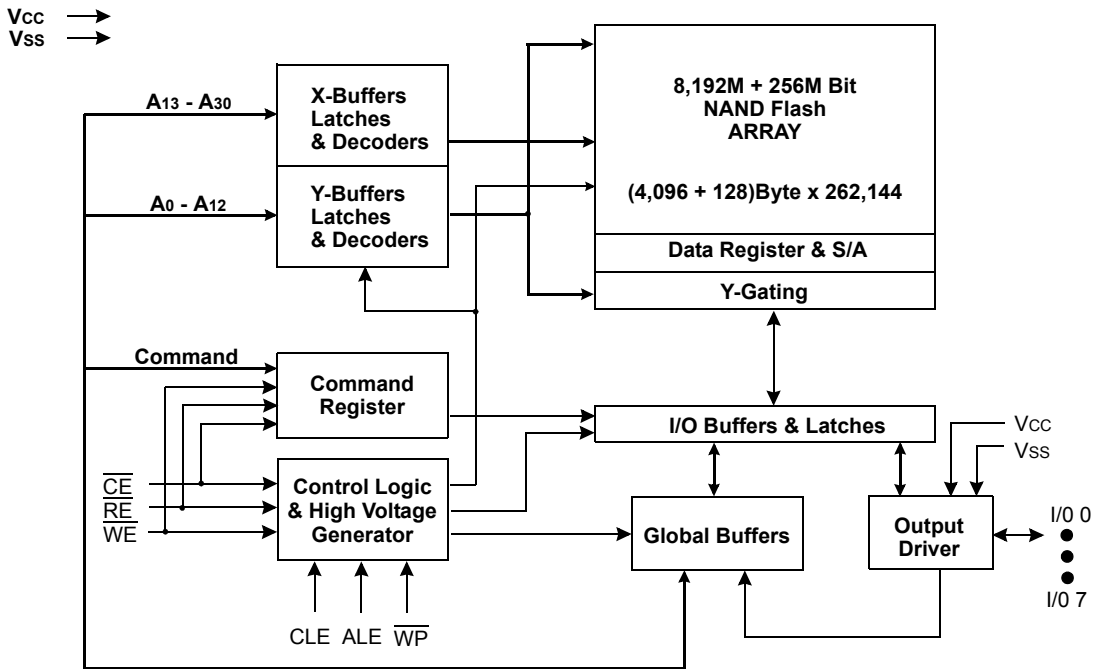 VCC
VSS
A13 - A30
X-Buffers
Latches
& Decoders
A0 - A12
Y-Buffers
Latches
& Decoders
8,192M + 256M Bit
NAND Flash
ARRAY
(4,096 + 128)Byte x 262,144
Data Register & S/A
Y-Gating
Command
Command
Register
I/O Buffers & Latches
VCC
VSS
CE
RE
WE
Control Logic
& High Voltage
Generator
Global Buffers
Output
Driver
I/0 0
I/0 7
CLE ALE WP